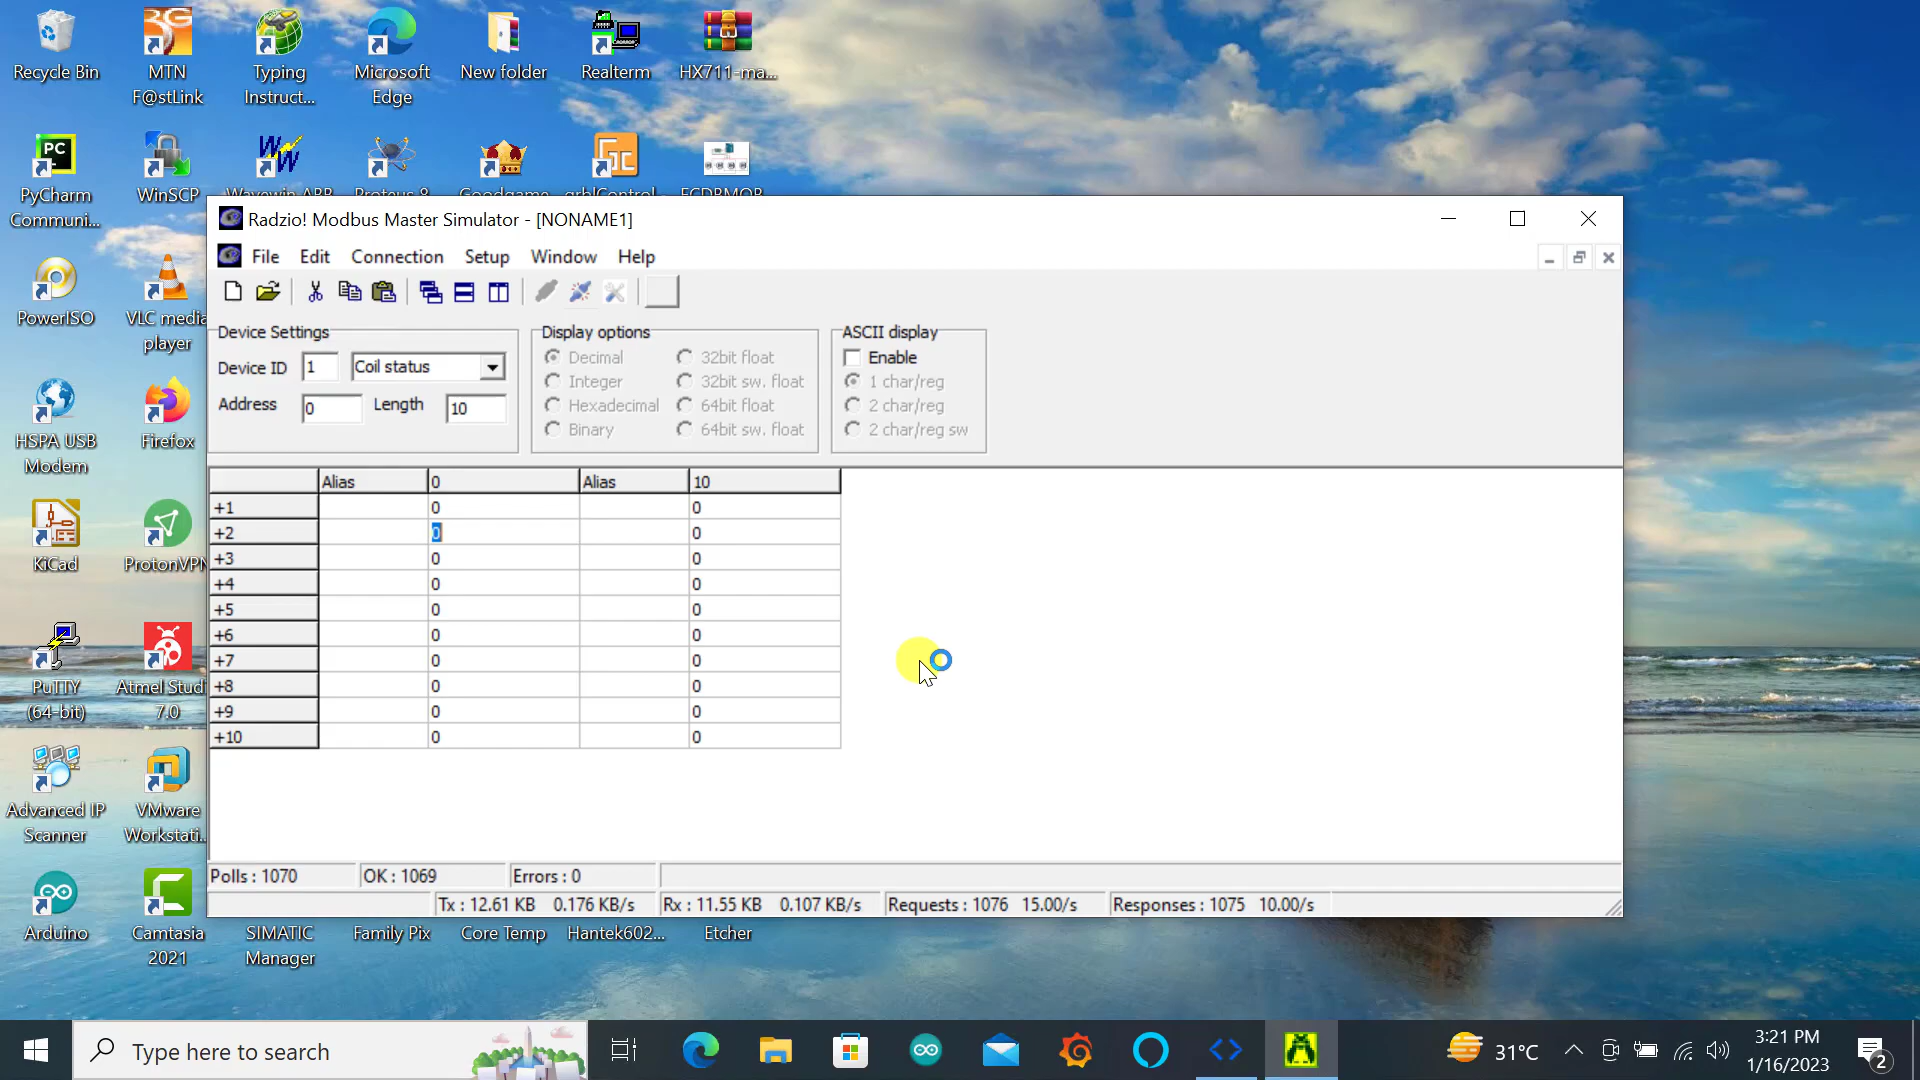 Recycle Bin
MTN
F@stLink
Typing
Instruct...
Microsoft
Edge
New folder
Realterm
HX711-ma...
PC
PyCharm
Communi...
WinSCP
Wavewin ABB
Proteus 8
Goodgame
grblControl
Radzio! Modbus Master Simulator - [NONAME1]
File Edit Connection Setup Window Help
PowerISO
VLC media
player
Device Settings
Device ID 1 Coil status
Address 0 Length 10
Display options
Decimal 32bit float
Integer 32bit sw. float
Hexadecimal 64bit float
Binary 64bit sw. float
ASCII display
Enable
1 char/reg
2 char/reg
2 char/reg sw
HSPA USB
Modem
Firefox
Alias 0 Alias 10
+1 0 0
+2 0 0
+3 0 0
+4 0 0
+5 0 0
+6 0 0
+7 0 0
+8 0 0
+9 0 0
+10 0 0
KiCad
ProtonVPN
PuTTY
(64-bit)
Atmel Studi
7.0
Advanced IP
Scanner
VMware
Workstati...
Polls : 1070 OK : 1069 Errors : 0
Tx : 12.61 KB 0.176 KB/s Rx : 11.55 KB 0.107 KB/s Requests : 1076 15.00/s Responses : 1075 10.00/s
Arduino
Camtasia
2021
SIMATIC
Manager
Family Pix
Core Temp
Hantek602...
Etcher
Type here to search
31°C
3:21 PM
1/16/2023
2